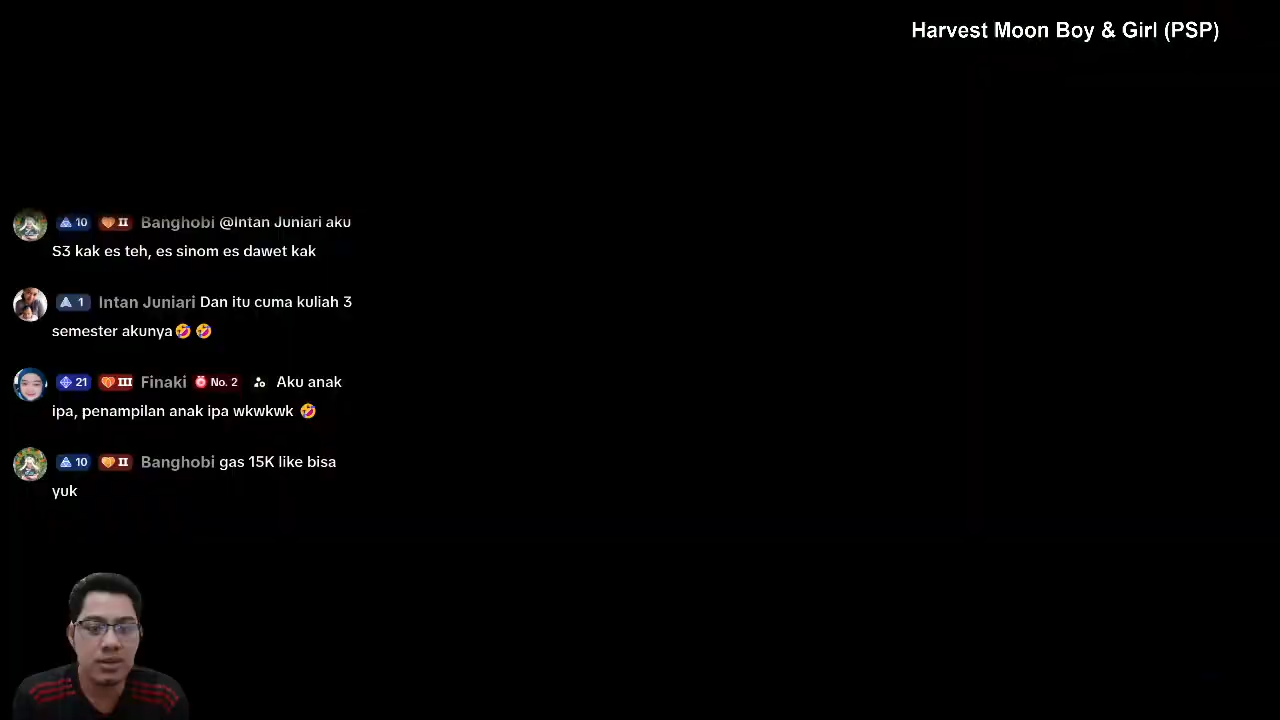 Harvest Moon Boy & Girl (PSP)
10 II Banghobi @Intan Juniari aku
S3 kak es teh, es sinom es dawet kak
1 Intan Juniari Dan itu cuma kuliah 3
semester akunya🤣🤣
21 III Finaki No. 2 Aku anak
ipa, penampilan anak ipa wkwkwk 🤣
10 II Banghobi gas 15K like bisa
yuk